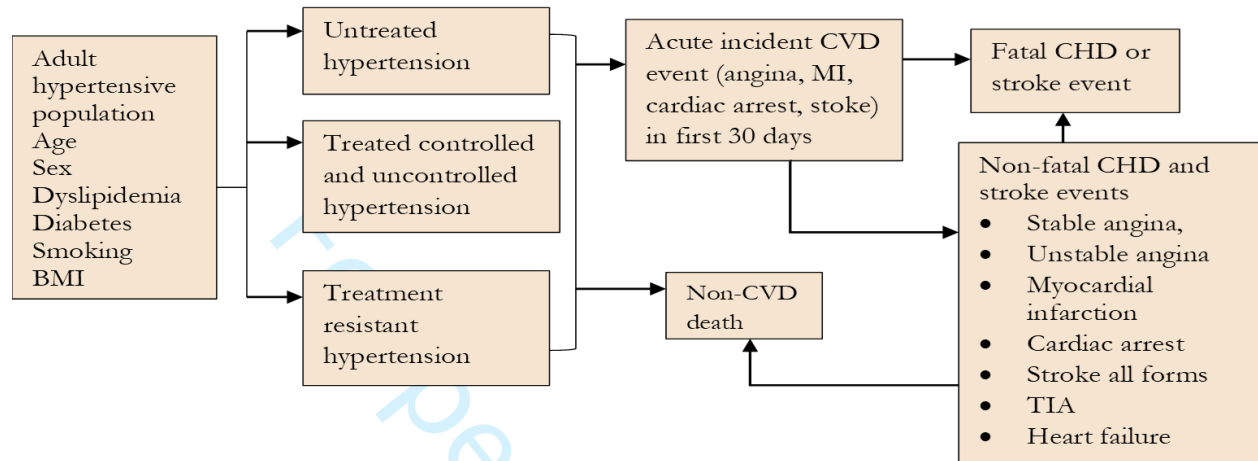 Adult
hypertensive
population
Age
Sex
Dyslipidemia
Diabetes
Smoking
BMI
Untreated
hypertension
Treated controlled
and uncontrolled
hypertension
Treatment
resistant
hypertension
Acute incident CVD
event (angina, MI,
cardiac arrest, stoke)
in first 30 days
Non-CVD
death
Fatal CHD or
stroke event
Non-fatal CHD and
stroke events
• Stable angina,
• Unstable angina
• Myocardial
infarction
• Cardiac arrest
• Stroke all forms
• TIA
• Heart failure